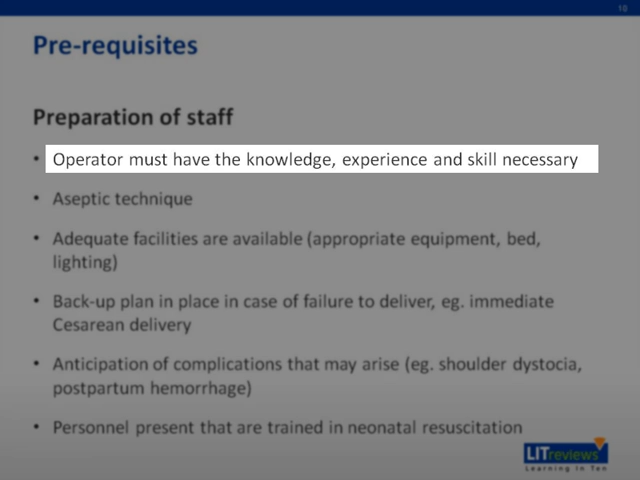 10
Pre-requisites
Preparation of staff
• Operator must have the knowledge, experience and skill necessary
• Aseptic technique
• Adequate facilities are available (appropriate equipment, bed,
lighting)
• Back-up plan in place in case of failure to deliver, eg. immediate
Cesarean delivery
• Anticipation of complications that may arise (eg. shoulder dystocia,
postpartum hemorrhage)
• Personnel present that are trained in neonatal resuscitation
LITreviews
Learning In Ten